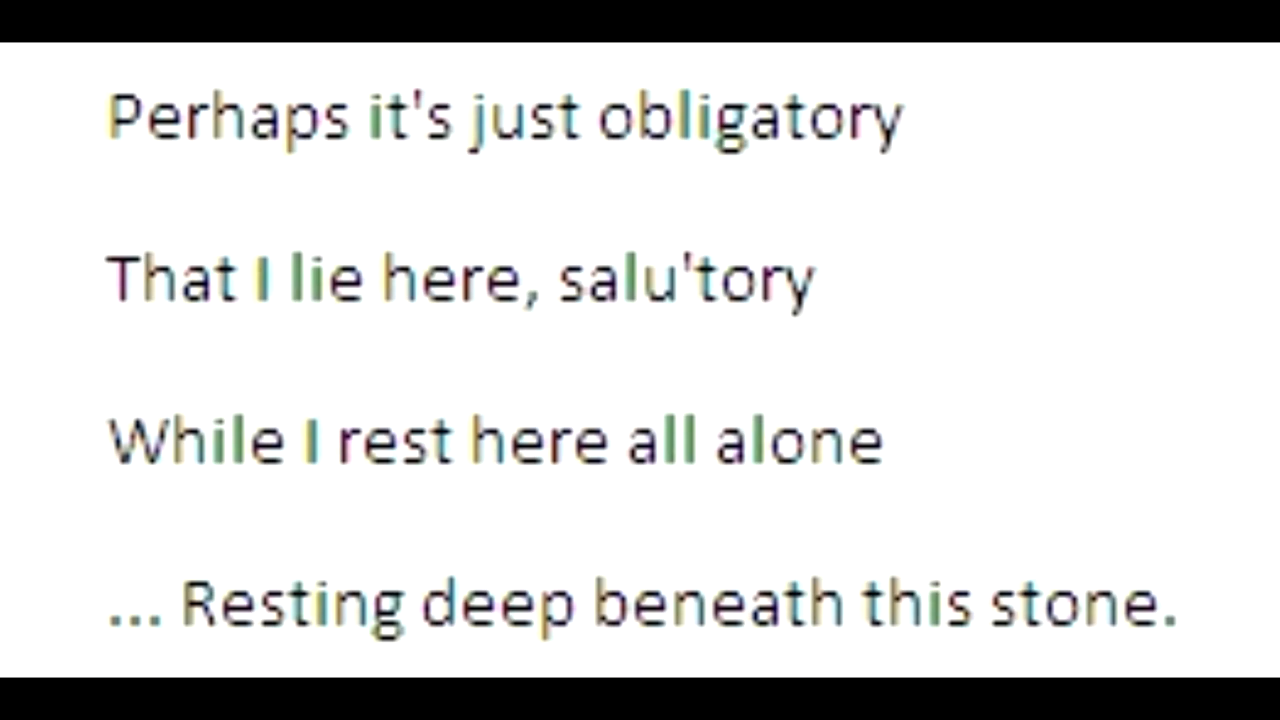 Perhaps it's just obligatory
That I lie here, salu'tory
While I rest here all alone
... Resting deep beneath this stone.